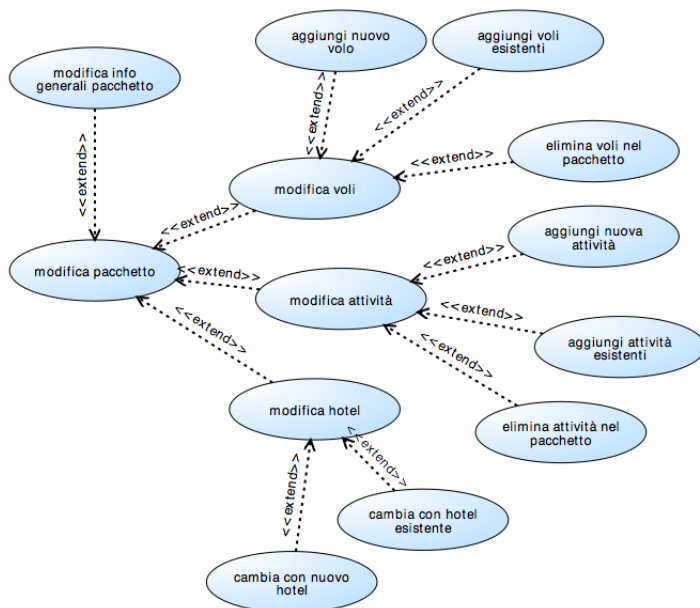 aggiungi nuovo
volo
aggiungi voli
esistenti
modifica info
generali pacchetto
<<extend>>
<<extend>>
<<extend>>
elimina voli nel
pacchetto
<<extend>>
modifica voli
<<extend>>
aggiungi nuova
attività
modifica pacchetto
<<extend>>
<<extend>>
modifica attività
<<extend>>
aggiungi attività
esistenti
<<extend>>
<<extend>>
modifica hotel
elimina attività nel
pacchetto
<<extend>>
<<extend>>
cambia con hotel
esistente
cambia con nuovo
hotel